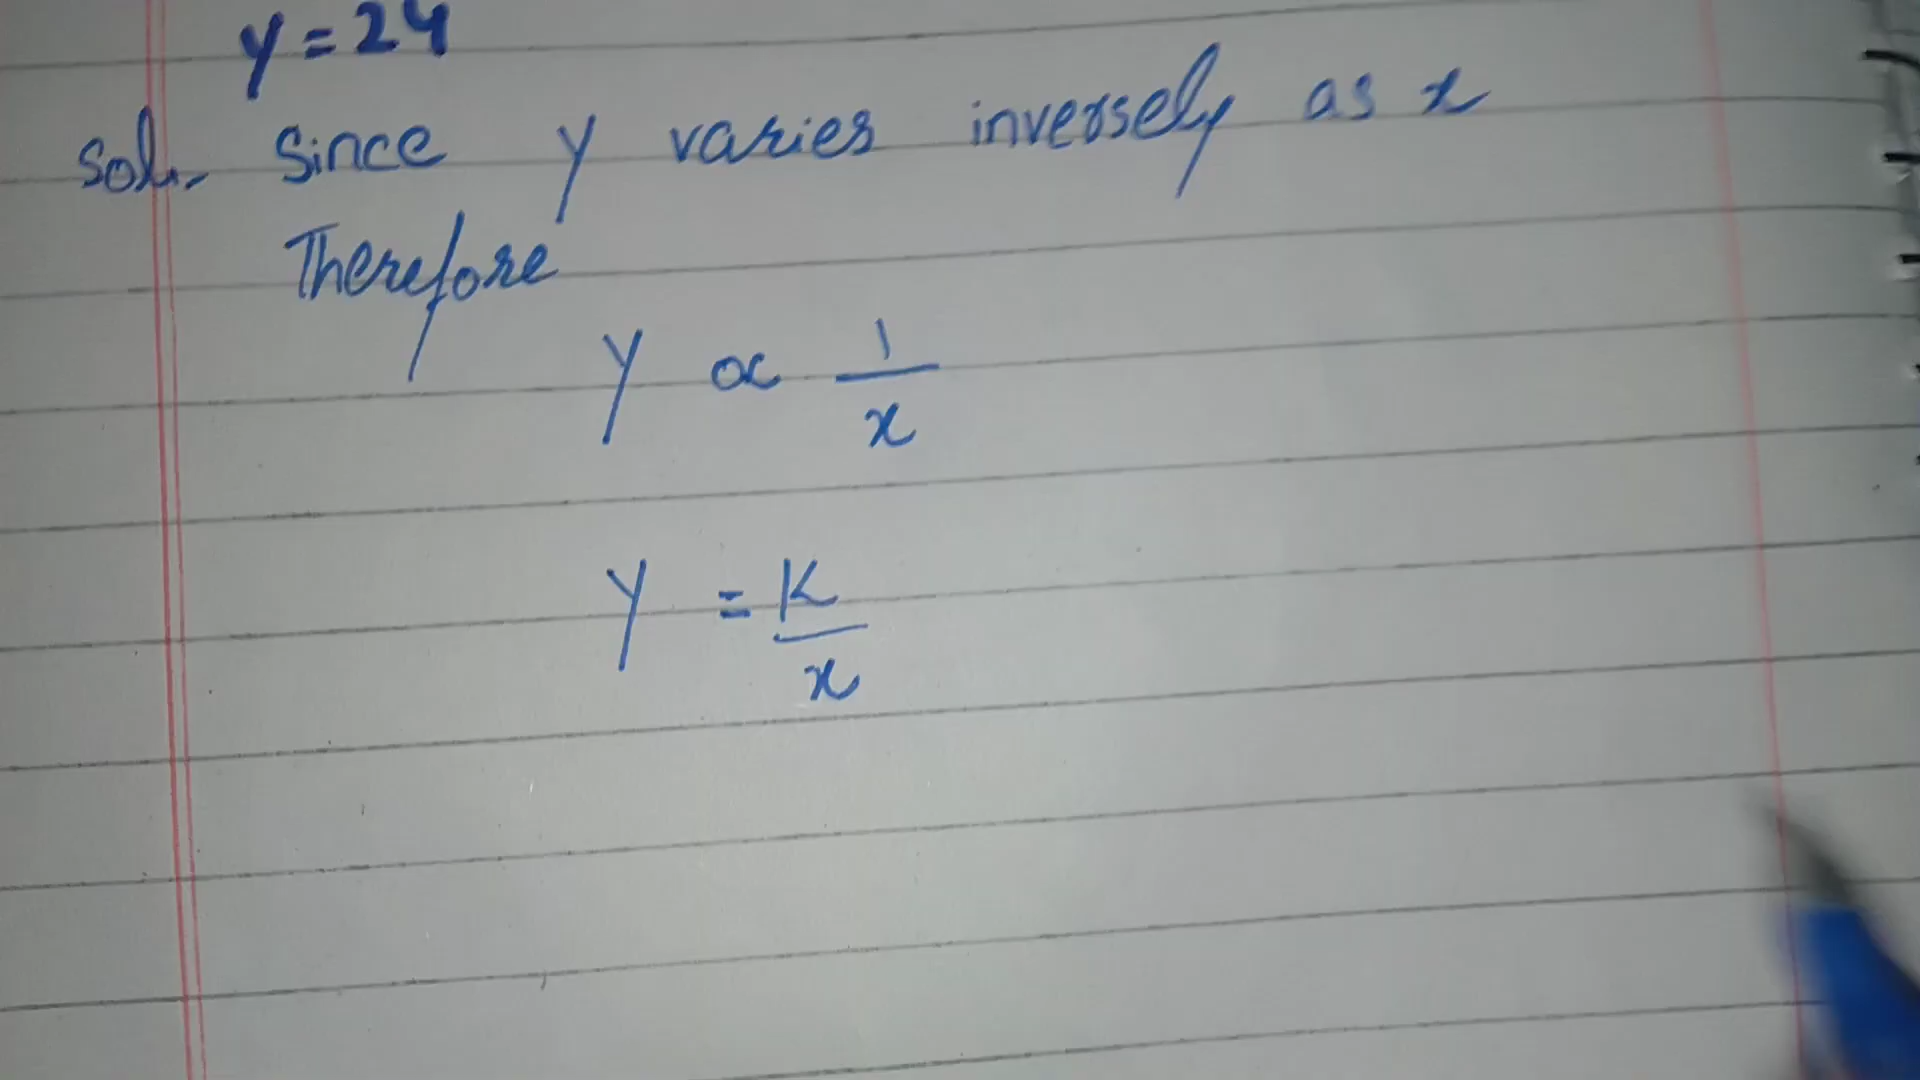 y = 24
Sol. Since y varies inversely as x
Therefore
y ∝ 1/x
y = K/x